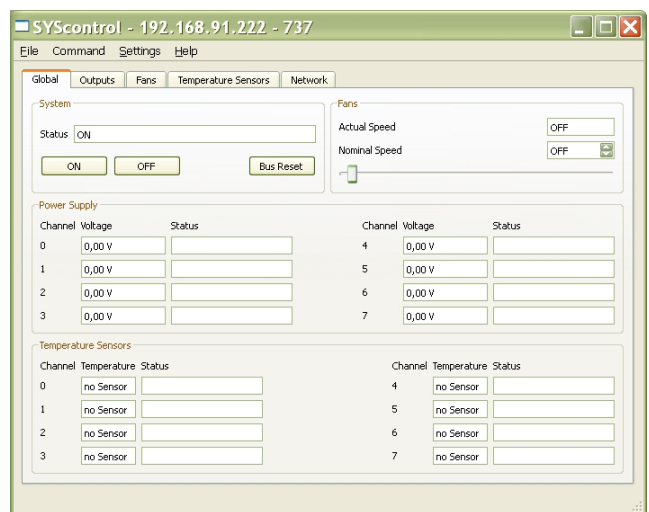 SYScontrol - 192.168.91.222 - 737
File Command Settings Help
Global Outputs Fans Temperature Sensors Network
System
Status ON
ON OFF Bus Reset
Fans
Actual Speed OFF
Nominal Speed OFF
Power Supply
Channel Voltage Status Channel Voltage Status
0 0,00 V 4 0,00 V
1 0,00 V 5 0,00 V
2 0,00 V 6 0,00 V
3 0,00 V 7 0,00 V
Temperature Sensors
Channel Temperature Status Channel Temperature Status
0 no Sensor 4 no Sensor
1 no Sensor 5 no Sensor
2 no Sensor 6 no Sensor
3 no Sensor 7 no Sensor